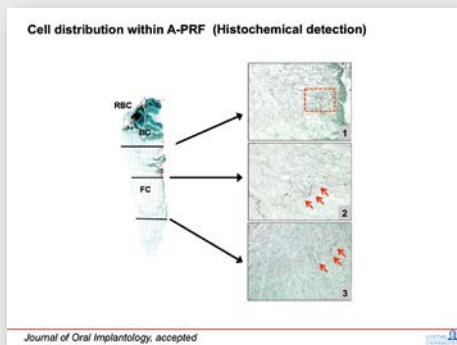 Cell distribution within A-PRF (Histochemical detection)
RBC
BC
FC
1
2
3
Journal of Oral Implantology, accepted